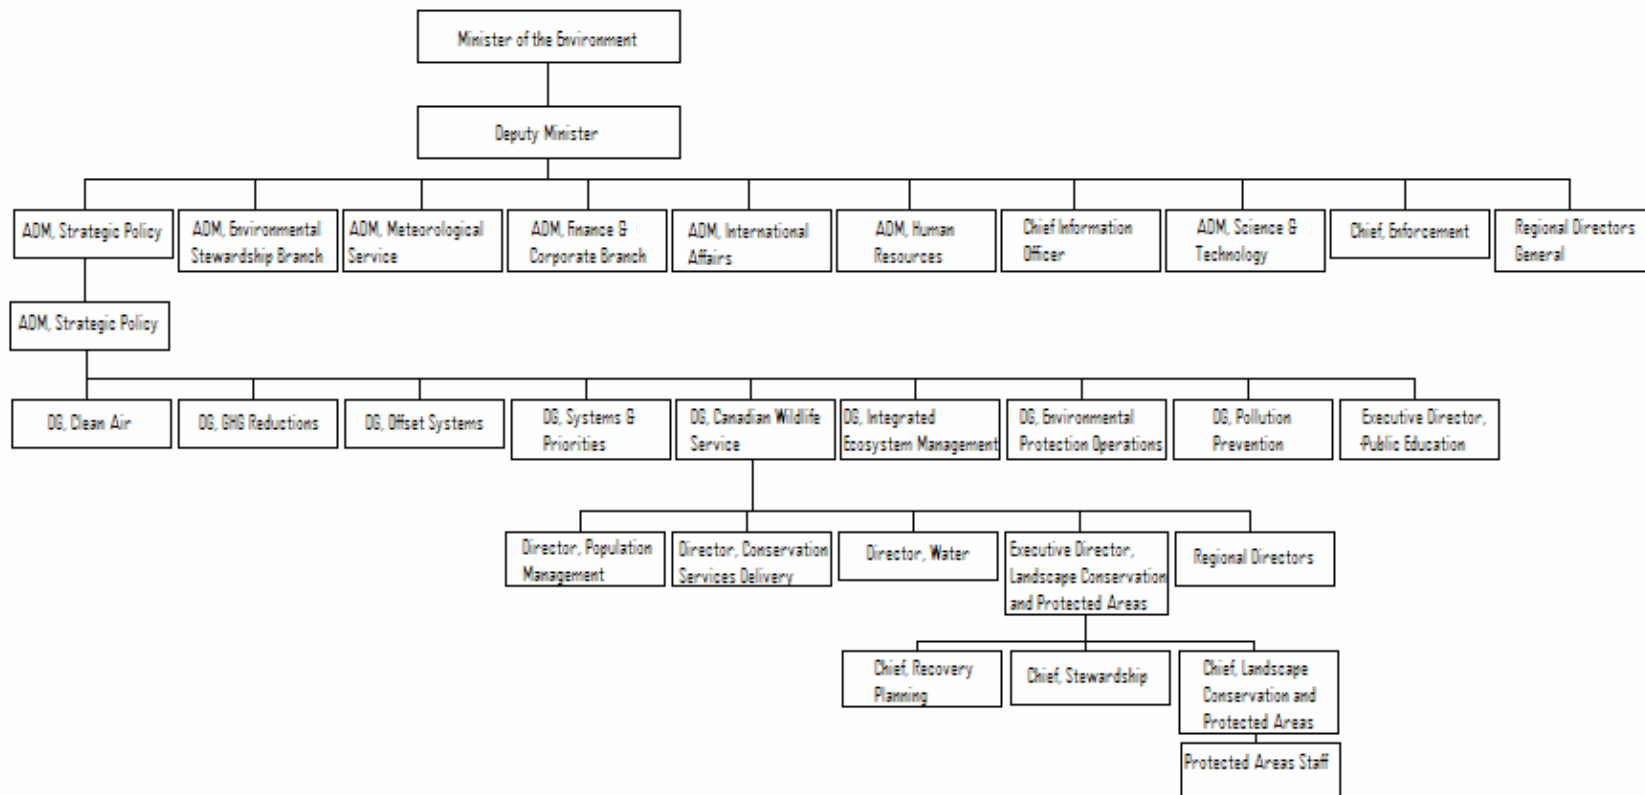 Minister of the Environment
Deputy Minister
ADM, Strategic Policy
ADM, Environmental
Stewardship Branch
ADM, Meteorological
Service
ADM, Finance &
Corporate Branch
ADM, International
Affairs
ADM, Human
Resources
Chief Information
Officer
ADM, Science &
Technology
Chief, Enforcement
Regional Directors
General
ADM, Strategic Policy
DG, Clean Air
DG, GHG Reductions
DG, Offset Systems
DG, Systems &
Priorities
DG, Canadian Wildlife
Service
DG, Integrated
Ecosystem Management
DG, Environmental
Protection Operations
DG, Pollution
Prevention
Executive Director,
Public Education
Director, Population
Management
Director, Conservation
Services Delivery
Director, Water
Executive Director,
Landscape Conservation
and Protected Areas
Regional Directors
Chief, Recovery
Planning
Chief, Stewardship
Chief, Landscape
Conservation and
Protected Areas
Protected Areas Staff